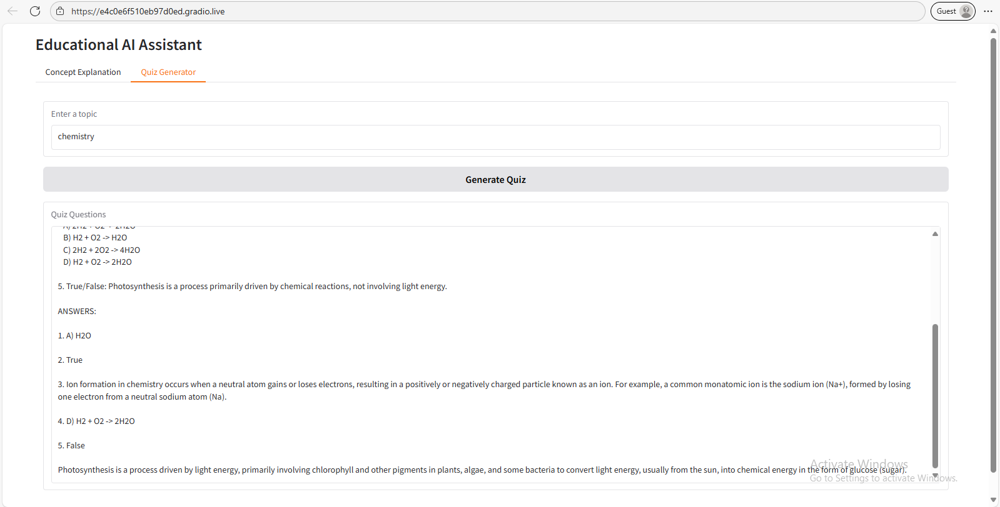 https://e4c0e6f510eb97d0ed.gradio.live
Guest
Educational AI Assistant
Concept Explanation
Quiz Generator
Enter a topic
chemistry
Generate Quiz
Quiz Questions
A) 2H2 + O2 -> 2H2O
B) H2 + O2 -> H2O
C) 2H2 + 2O2 -> 4H2O
D) H2 + O2 -> 2H2O
5. True/False: Photosynthesis is a process primarily driven by chemical reactions, not involving light energy.
ANSWERS:
1. A) H2O
2. True
3. Ion formation in chemistry occurs when a neutral atom gains or loses electrons, resulting in a positively or negatively charged particle known as an ion. For example, a common monatomic ion is the sodium ion (Na+), formed by losing
one electron from a neutral sodium atom (Na).
4. D) H2 + O2 -> 2H2O
5. False
Photosynthesis is a process driven by light energy, primarily involving chlorophyll and other pigments in plants, algae, and some bacteria to convert light energy, usually from the sun, into chemical energy in the form of glucose (sugar).
Activate Windows
Go to Settings to activate Windows.